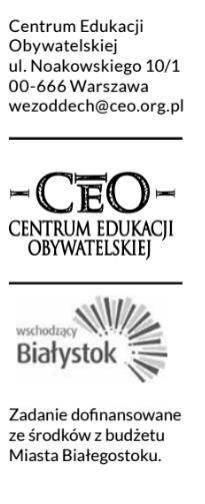 Centrum Edukacji
Obywatelskiej
ul. Noakowskiego 10/1
00-666 Warszawa
wezoddech@ceo.org.pl
CEO
CENTRUM EDUKACJI
OBYWATELSKIEJ
wschodzący
Białystok
Zadanie dofinansowane
ze środków z budżetu
Miasta Białegostoku.